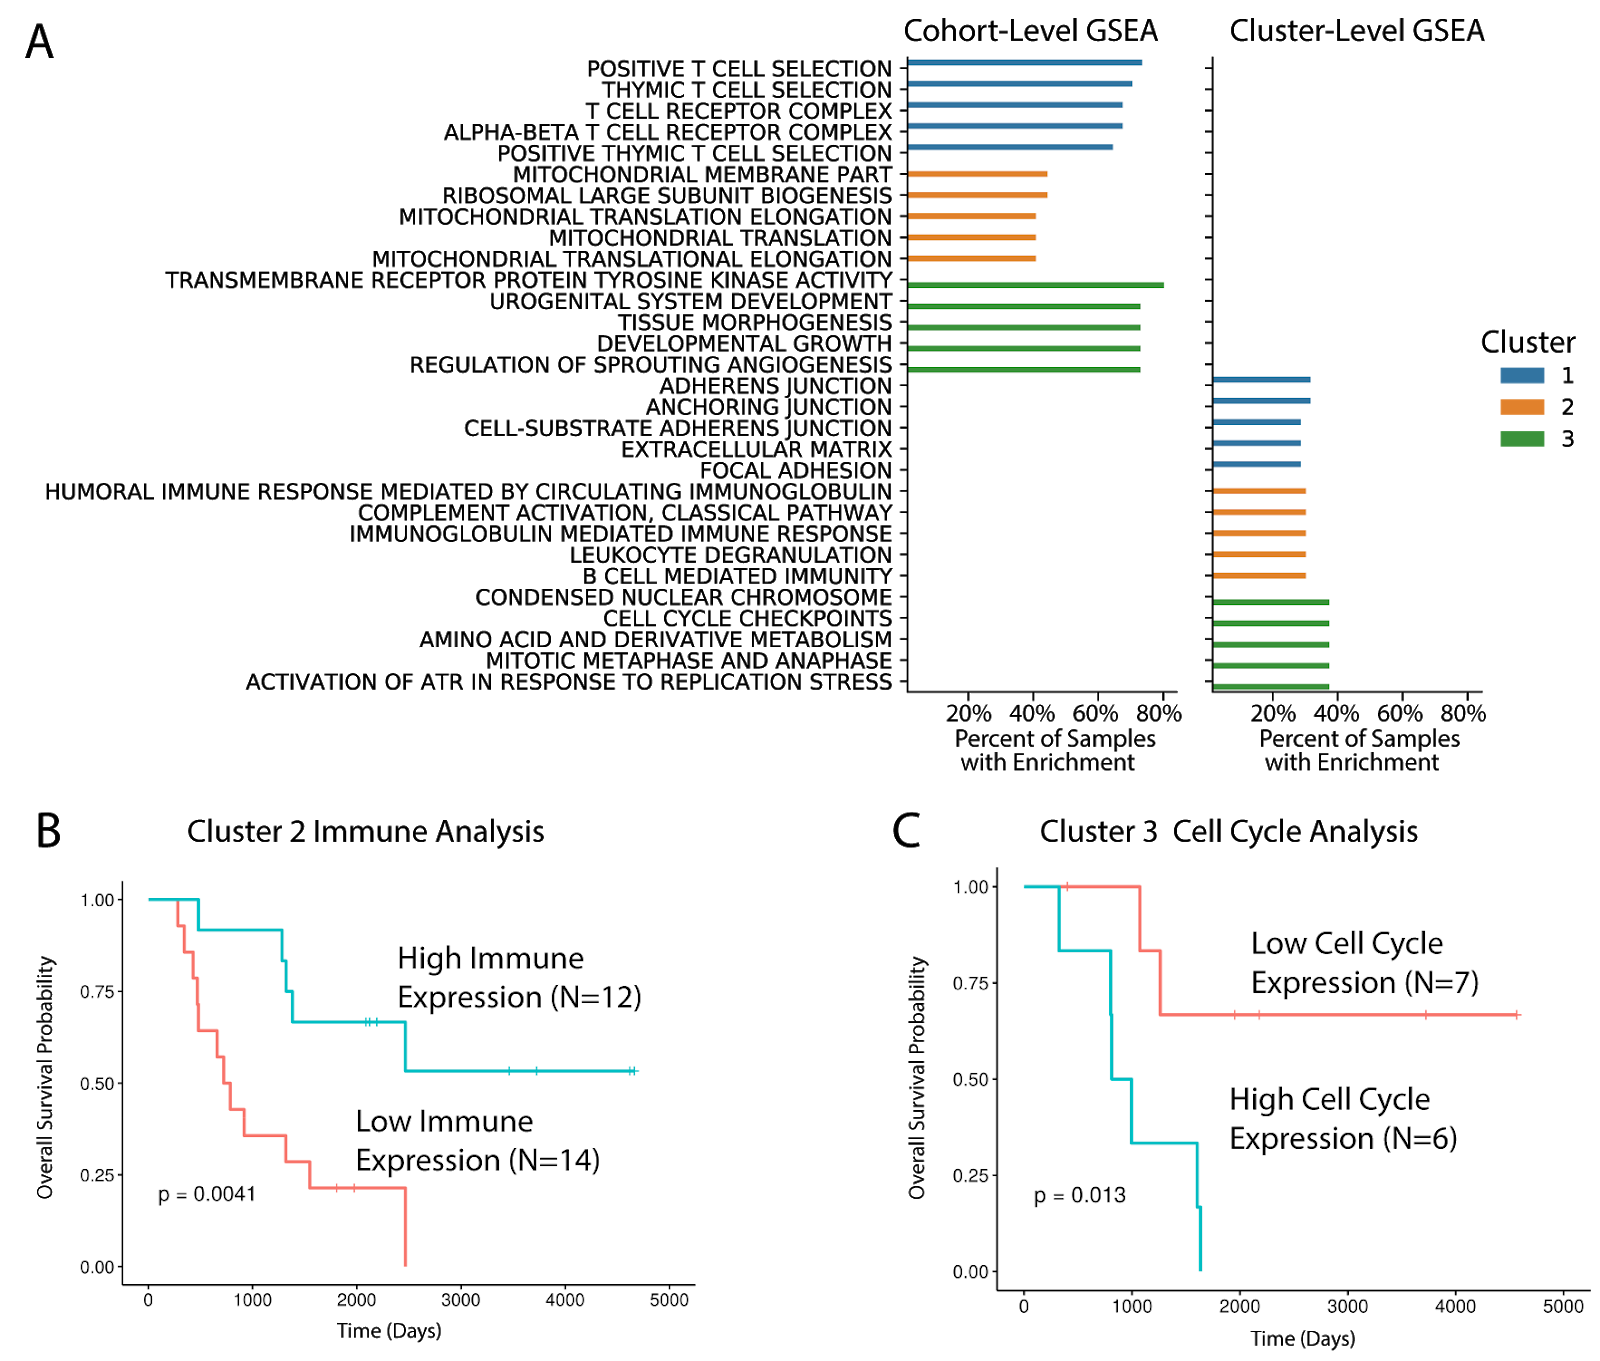 A
Cohort-Level GSEA
Cluster-Level GSEA
POSITIVE T CELL SELECTION
THYMIC T CELL SELECTION
T CELL RECEPTOR COMPLEX
ALPHA-BETA T CELL RECEPTOR COMPLEX
POSITIVE THYMIC T CELL SELECTION
MITOCHONDRIAL MEMBRANE PART
RIBOSOMAL LARGE SUBUNIT BIOGENESIS
MITOCHONDRIAL TRANSLATION ELONGATION
MITOCHONDRIAL TRANSLATION
MITOCHONDRIAL TRANSLATIONAL ELONGATION
TRANSMEMBRANE RECEPTOR PROTEIN TYROSINE KINASE ACTIVITY
UROGENITAL SYSTEM DEVELOPMENT
TISSUE MORPHOGENESIS
DEVELOPMENTAL GROWTH
REGULATION OF SPROUTING ANGIOGENESIS
ADHERENS JUNCTION
ANCHORING JUNCTION
CELL-SUBSTRATE ADHERENS JUNCTION
EXTRACELLULAR MATRIX
FOCAL ADHESION
HUMORAL IMMUNE RESPONSE MEDIATED BY CIRCULATING IMMUNOGLOBULIN
COMPLEMENT ACTIVATION, CLASSICAL PATHWAY
IMMUNOGLOBULIN MEDIATED IMMUNE RESPONSE
LEUKOCYTE DEGRANULATION
B CELL MEDIATED IMMUNITY
CONDENSED NUCLEAR CHROMOSOME
CELL CYCLE CHECKPOINTS
AMINO ACID AND DERIVATIVE METABOLISM
MITOTIC METAPHASE AND ANAPHASE
ACTIVATION OF ATR IN RESPONSE TO REPLICATION STRESS
20% 40% 60% 80%
Percent of Samples
with Enrichment
20% 40% 60% 80%
Percent of Samples
with Enrichment
Cluster
1
2
3
B
Cluster 2 Immune Analysis
Overall Survival Probability
1.00
0.75
0.50
0.25
0.00
High Immune
Expression (N=12)
Low Immune
Expression (N=14)
p = 0.0041
0 1000 2000 3000 4000 5000
Time (Days)
C
Cluster 3 Cell Cycle Analysis
Overall Survival Probability
1.00
0.75
0.50
0.25
0.00
Low Cell Cycle
Expression (N=7)
High Cell Cycle
Expression (N=6)
p = 0.013
0 1000 2000 3000 4000 5000
Time (Days)